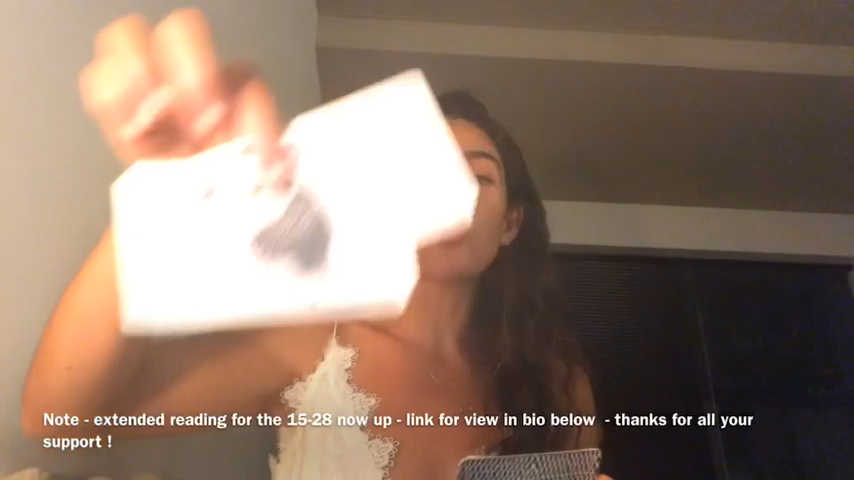 Note - extended reading for the 15-28 now up - link for view in bio below  - thanks for all your
support !